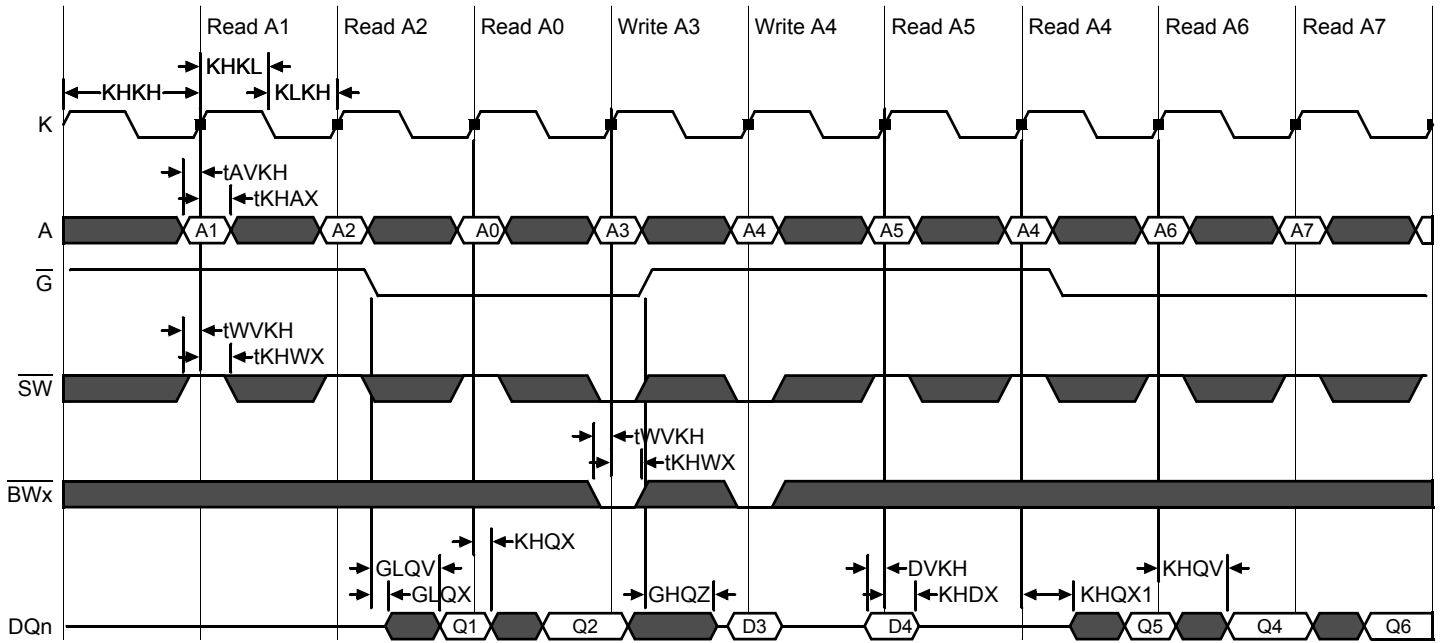 Read A1 Read A2 Read A0 Write A3 Write A4 Read A5 Read A4 Read A6 Read A7
KHKL
KHKH KLKH
K
tAVKH
tKHAX
A A1 A2 A0 A3 A4 A5 A4 A6 A7
G
tWVKH
tKHWX
SW
tWVKH
tKHWX
BWx
KHQX
GLQV DVKH KHQV
GLQX GHQZ KHDX KHQX1
DQn Q1 Q2 D3 D4 Q5 Q4 Q6